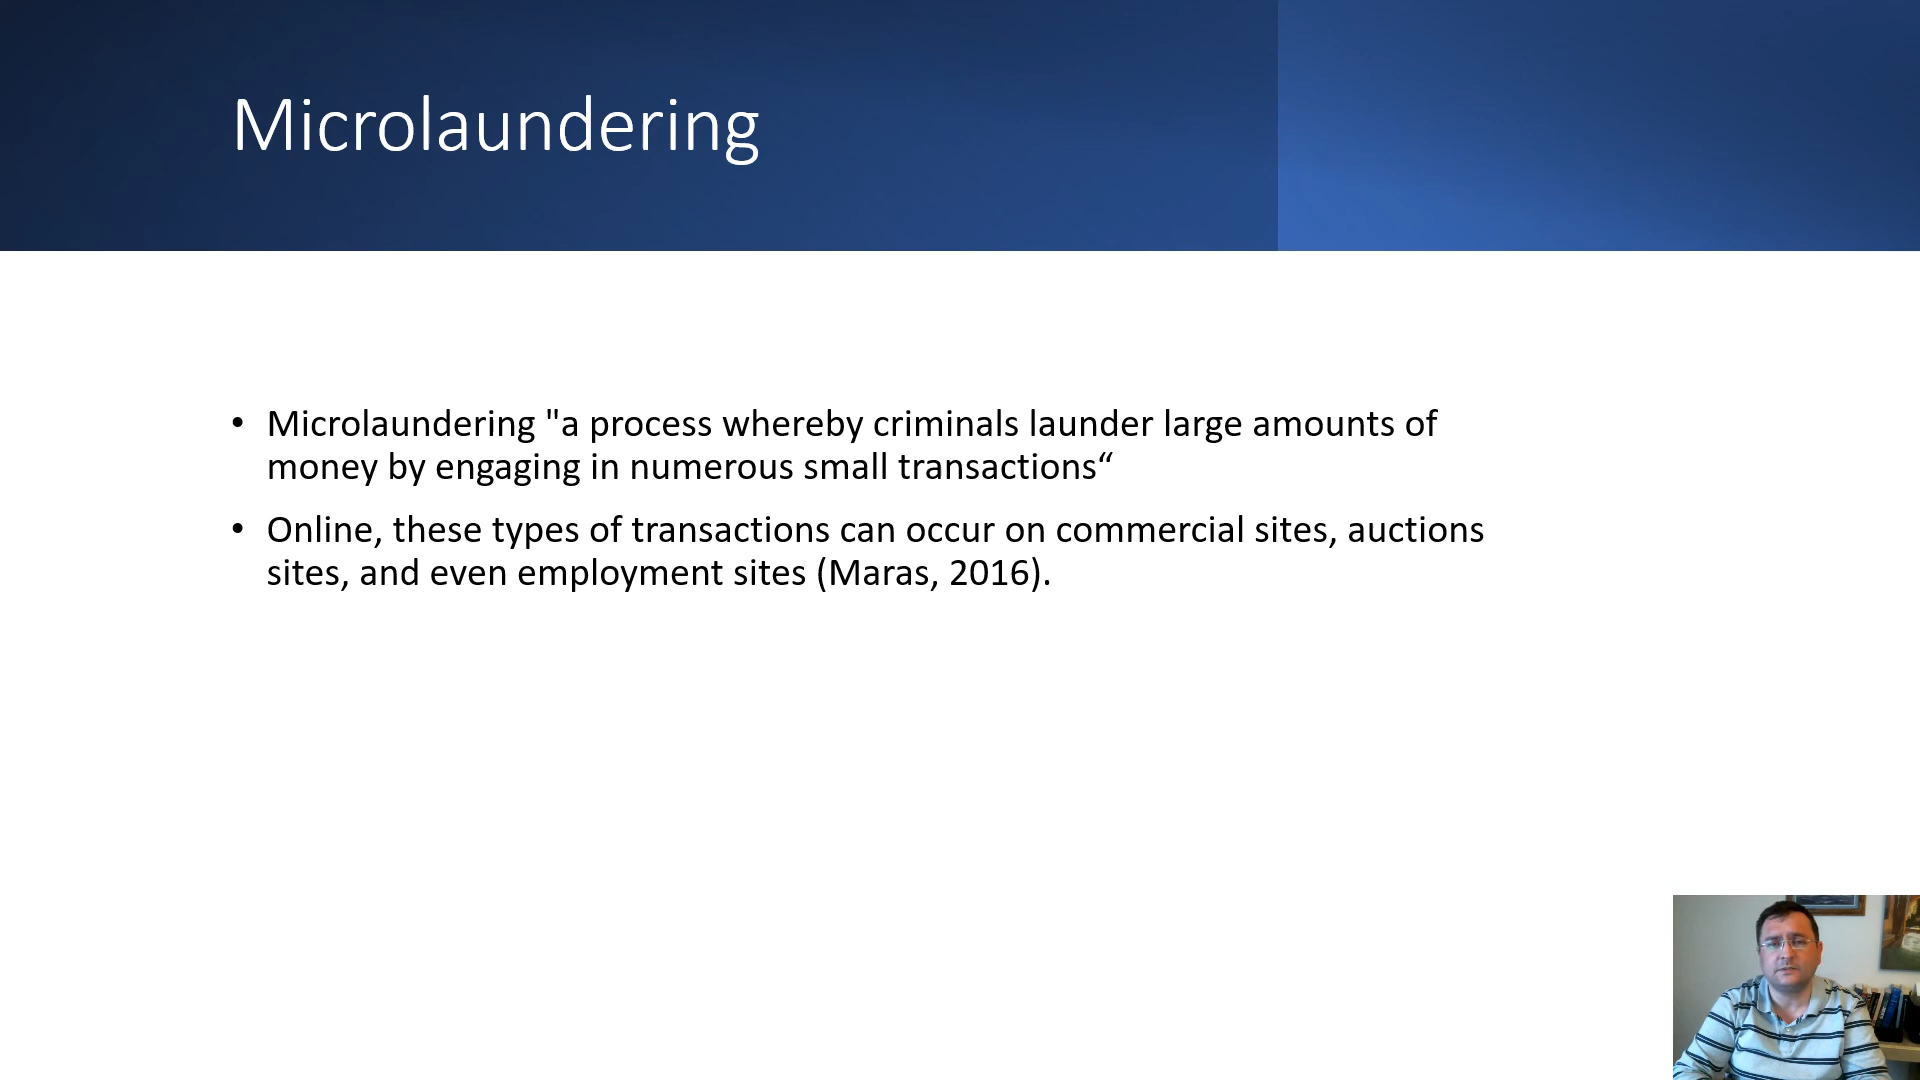 Microlaundering
• Microlaundering "a process whereby criminals launder large amounts of
money by engaging in numerous small transactions“
• Online, these types of transactions can occur on commercial sites, auctions
sites, and even employment sites (Maras, 2016).